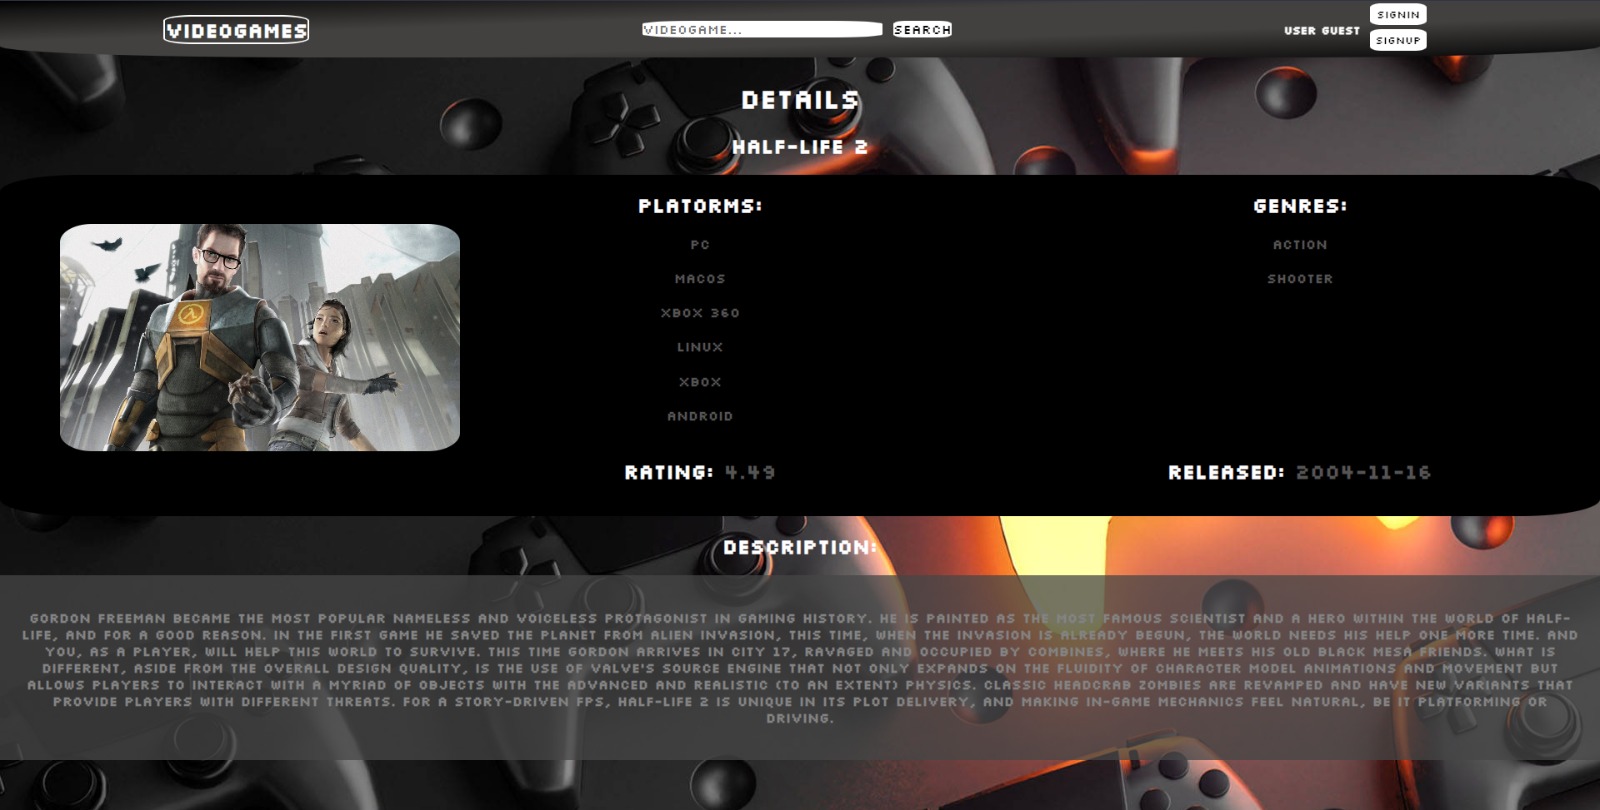 VIDEOGAMES
VIDEOGAME...
SEARCH
USER GUEST
SIGNIN
SIGNUP
DETAILS
HALF-LIFE 2
PLATORMS:
PC
MACOS
XBOX 360
LINUX
XBOX
ANDROID
GENRES:
ACTION
SHOOTER
RATING: 4.49
RELEASED: 2004-11-16
DESCRIPTION:
GORDON FREEMAN BECAME THE MOST POPULAR NAMELESS AND VOICELESS PROTAGONIST IN GAMING HISTORY. HE IS PAINTED AS THE MOST FAMOUS SCIENTIST AND A HERO WITHIN THE WORLD OF HALF-
LIFE, AND FOR A GOOD REASON. IN THE FIRST GAME HE SAVED THE PLANET FROM ALIEN INVASION, THIS TIME, WHEN THE INVASION IS ALREADY BEGUN, THE WORLD NEEDS HIS HELP ONE MORE TIME. AND
YOU, AS A PLAYER, WILL HELP THIS WORLD TO SURVIVE. THIS TIME GORDON ARRIVES IN CITY 17, RAVAGED AND OCCUPIED BY COMBINES, WHERE HE MEETS HIS OLD BLACK MESA FRIENDS. WHAT IS
DIFFERENT, ASIDE FROM THE OVERALL DESIGN QUALITY, IS THE USE OF VALVE'S SOURCE ENGINE THAT NOT ONLY EXPANDS ON THE FLUIDITY OF CHARACTER MODEL ANIMATIONS AND MOVEMENT BUT
ALLOWS PLAYERS TO INTERACT WITH A MYRIAD OF OBJECTS WITH THE ADVANCED AND REALISTIC (TO AN EXTENT) PHYSICS. CLASSIC HEADCRAB ZOMBIES ARE REVAMPED AND HAVE NEW VARIANTS THAT
PROVIDE PLAYERS WITH DIFFERENT THREATS. FOR A STORY-DRIVEN FPS, HALF-LIFE 2 IS UNIQUE IN ITS PLOT DELIVERY, AND MAKING IN-GAME MECHANICS FEEL NATURAL, BE IT PLATFORMING OR
DRIVING.